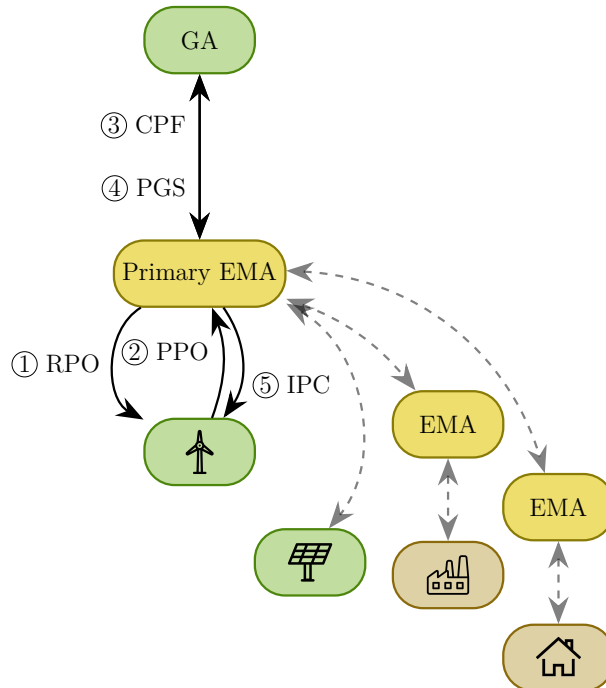 GA
③ CPF
④ PGS
Primary EMA
① RPO
② PPO
⑤ IPC
EMA
EMA